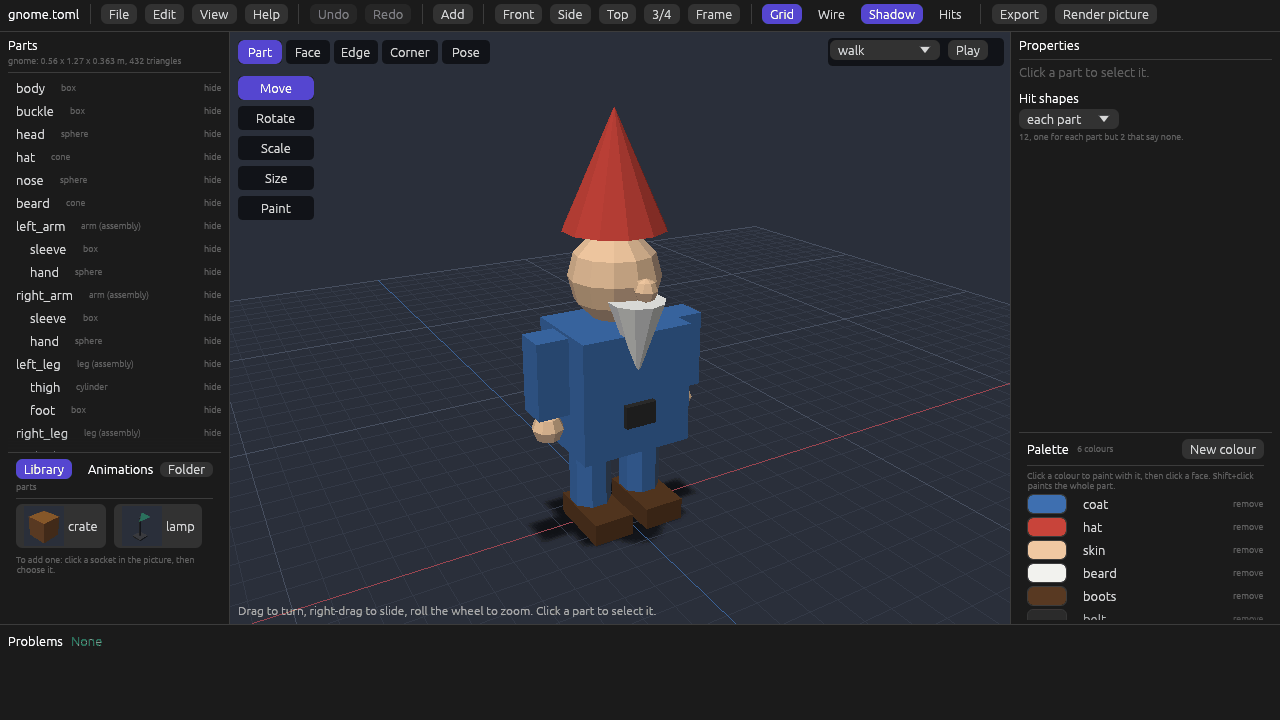 gnome.toml File Edit View Help Undo Redo Add Front Side Top 3/4 Frame Grid Wire Shadow Hits Export Render picture
Parts
gnome: 0.56 x 1.27 x 0.363 m, 432 triangles
body box hide
buckle box hide
head sphere hide
hat cone hide
nose sphere hide
beard cone hide
left_arm arm (assembly) hide
sleeve box hide
hand sphere hide
right_arm arm (assembly) hide
sleeve box hide
hand sphere hide
left_leg leg (assembly) hide
thigh cylinder hide
foot box hide
right_leg leg (assembly) hide
Library Animations Folder
parts
crate lamp
To add one: click a socket in the picture, then
choose it.
Part Face Edge Corner Pose
Move
Rotate
Scale
Size
Paint
walk Play
Drag to turn, right-drag to slide, roll the wheel to zoom. Click a part to select it.
Properties
Click a part to select it.
Hit shapes
each part
12, one for each part but 2 that say none.
Palette 6 colours New colour
Click a colour to paint with it, then click a face. Shift+click
paints the whole part.
coat remove
hat remove
skin remove
beard remove
boots remove
belt remove
Problems None